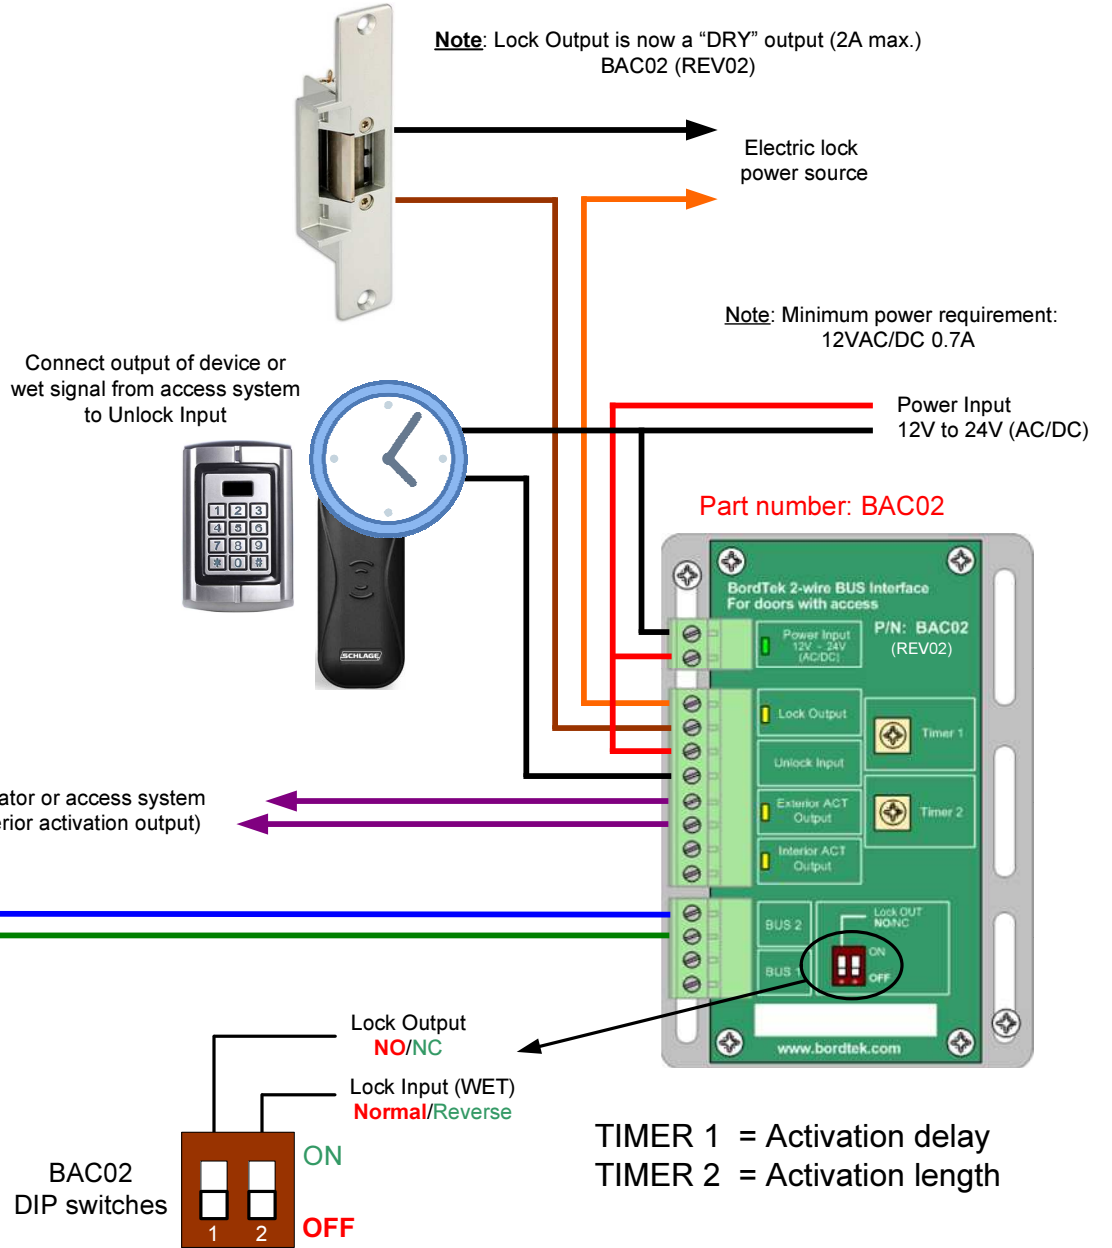 Note: Lock Output is now a “DRY” output (2A max.)
BAC02 (REV02)
Electric lock
power source
Note: Minimum power requirement:
12VAC/DC 0.7A
Connect output of device or
wet signal from access system
to Unlock Input
Power Input
12V to 24V (AC/DC)
1 2 3
4 5 6
7 8 9
* 0 #
SCHLAGE
Part number: BAC02
BordTek 2-wire BUS Interface
For doors with access
P/N: BAC02
(REV02)
Power Input
12V - 24V
(AC/DC)
Lock Output
Timer 1
Unlock Input
Exterior ACT
Output
Timer 2
Interior ACT
Output
ator or access system
erior activation output)
BUS 2
Lock OUT
NO/NC
ON
OFF
BUS 1
www.bordtek.com
Lock Output
NO/NC
Lock Input (WET)
Normal/Reverse
BAC02
DIP switches
ON
OFF
1 2
TIMER 1 = Activation delay
TIMER 2 = Activation length